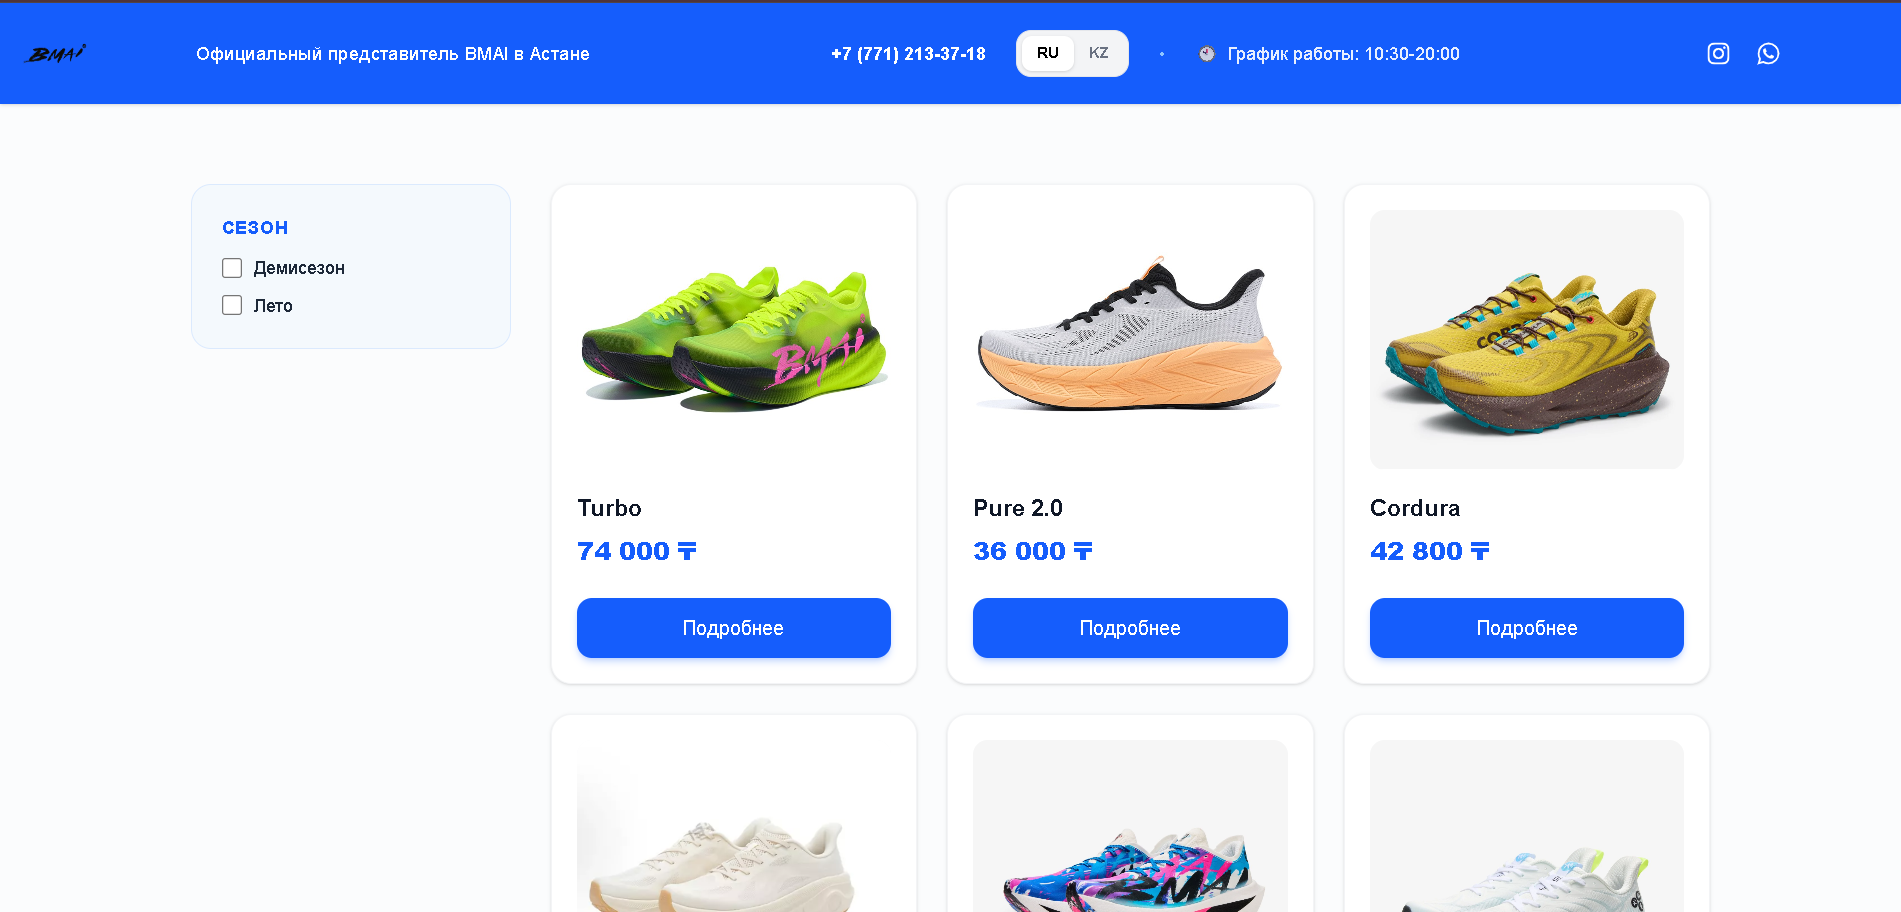 BMAI
Официальный представитель BMAI в Астане
+7 (771) 213-37-18
RU
KZ
График работы: 10:30-20:00
СЕЗОН
Демисезон
Лето
BMAI
Turbo
74 000 ₸
Подробнее
Pure 2.0
36 000 ₸
Подробнее
Cordura
42 800 ₸
Подробнее